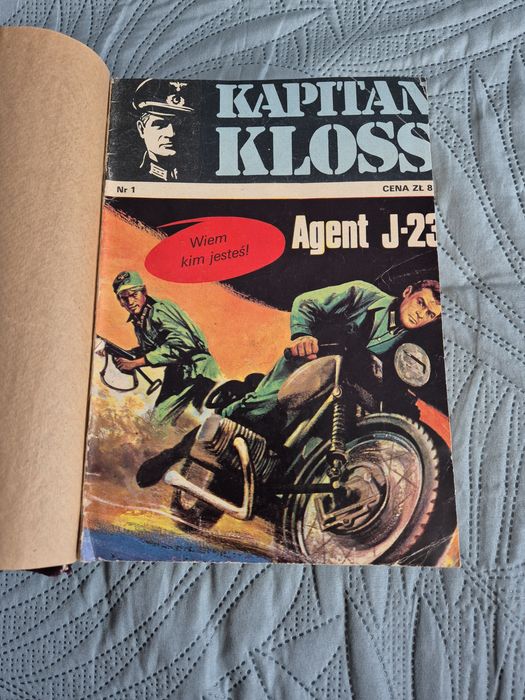 KAPITAN
KLOSS
Nr 1
CENA ZŁ 8
Agent J-23
Wiem
kim jesteś!